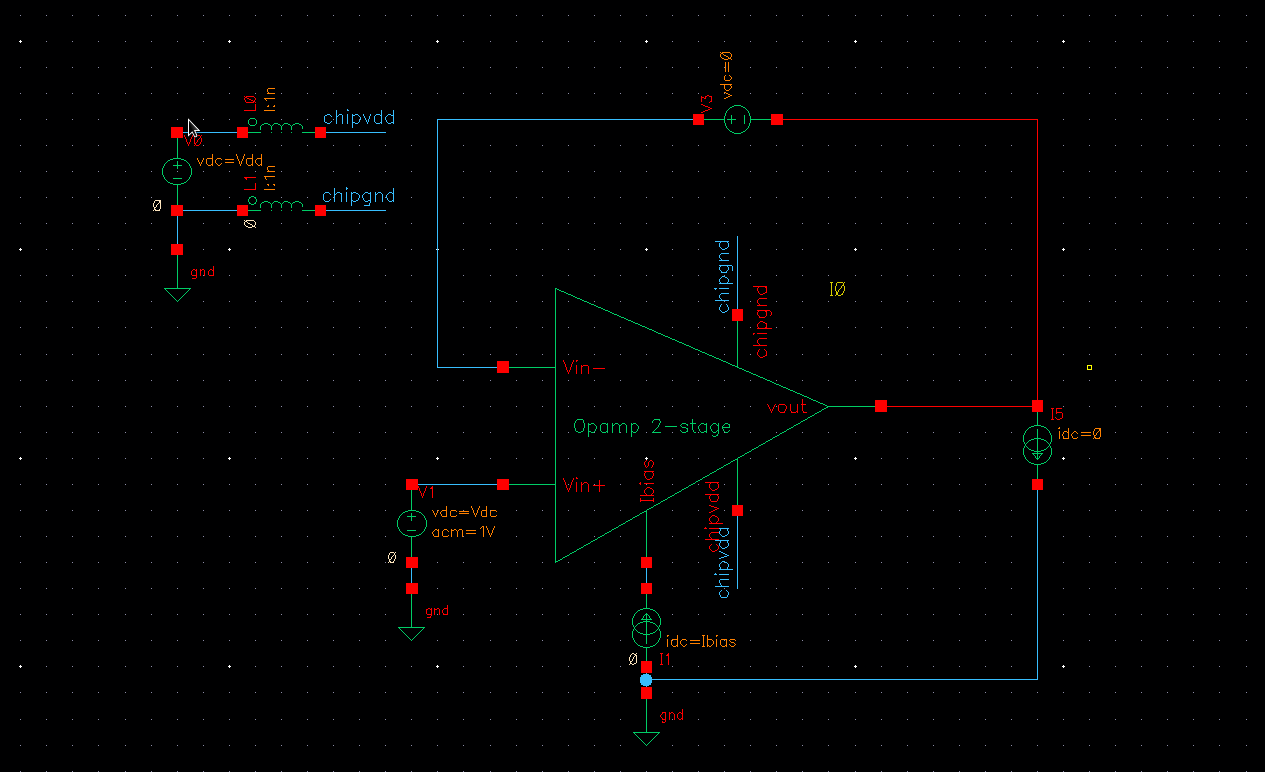 vdc=0
V3
L0
l:1n
chipvdd
V0
vdc=Vdd
L1
l:1n
chipgnd
0
0
gnd
chipgnd
chipgnd
I0
Vin-
vout
I5
idc=0
Opamp 2-stage
Ibias
Vin+
V1
vdc=Vdc
acm=1V
0
gnd
chipvdd
chipvdd
idc=Ibias
0
I1
gnd